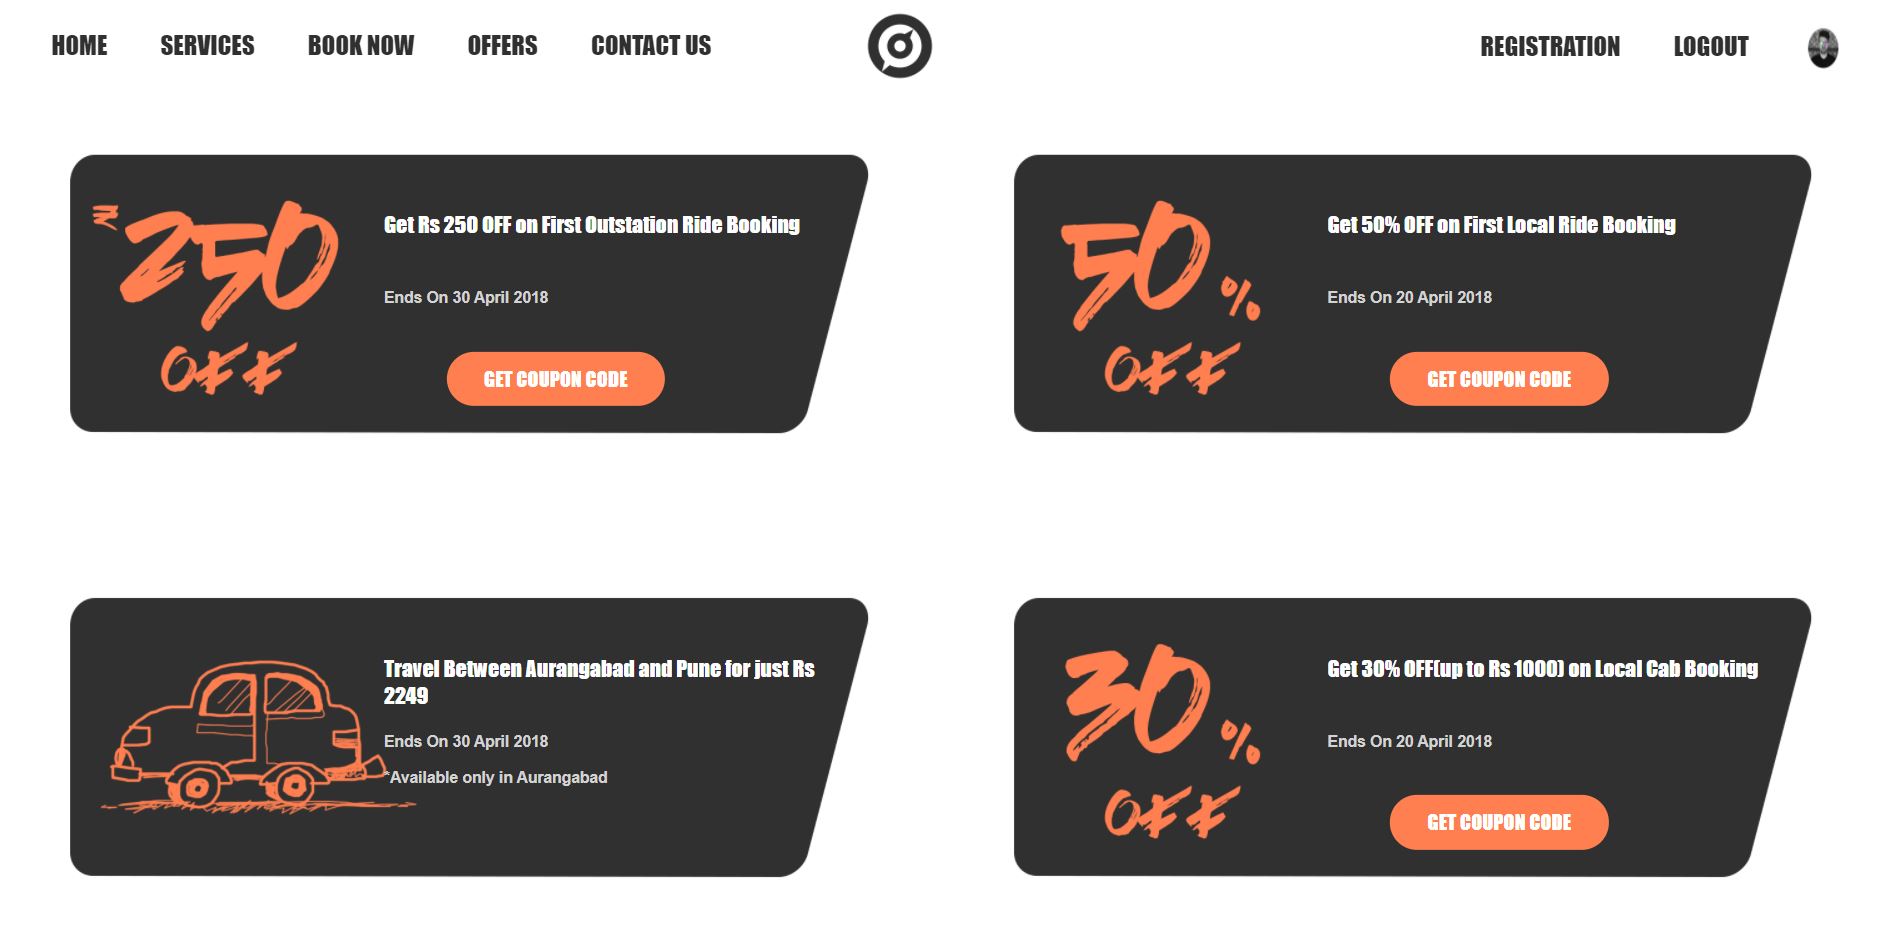 HOME SERVICES BOOK NOW OFFERS CONTACT US REGISTRATION LOGOUT
₹250
OFF
Get Rs 250 OFF on First Outstation Ride Booking
Ends On 30 April 2018
GET COUPON CODE
50%
OFF
Get 50% OFF on First Local Ride Booking
Ends On 20 April 2018
GET COUPON CODE
Travel Between Aurangabad and Pune for just Rs
2249
Ends On 30 April 2018
*Available only in Aurangabad
30%
OFF
Get 30% OFF(up to Rs 1000) on Local Cab Booking
Ends On 20 April 2018
GET COUPON CODE